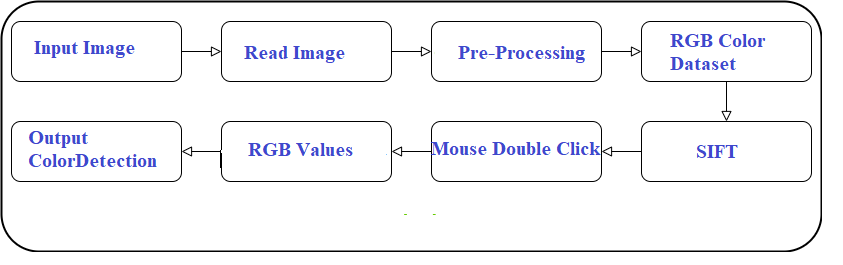 Input Image
Read Image
Pre-Processing
RGB Color
Dataset
SIFT
Mouse Double Click
RGB Values
Output
ColorDetection